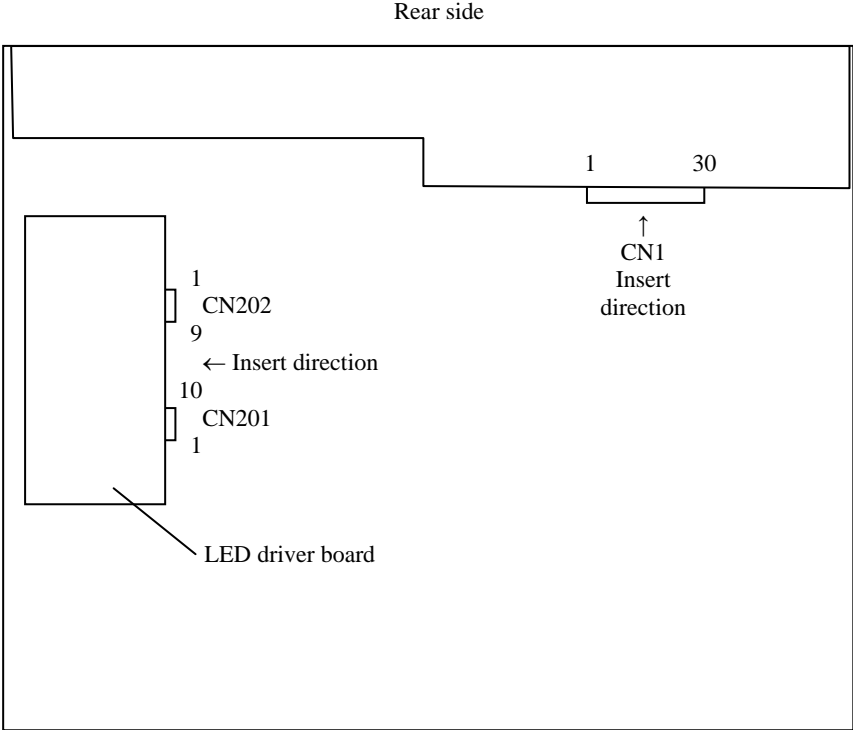 Rear side
1 30
↑
CN1
Insert
direction
1
CN202
9
← Insert direction
10
CN201
1
LED driver board